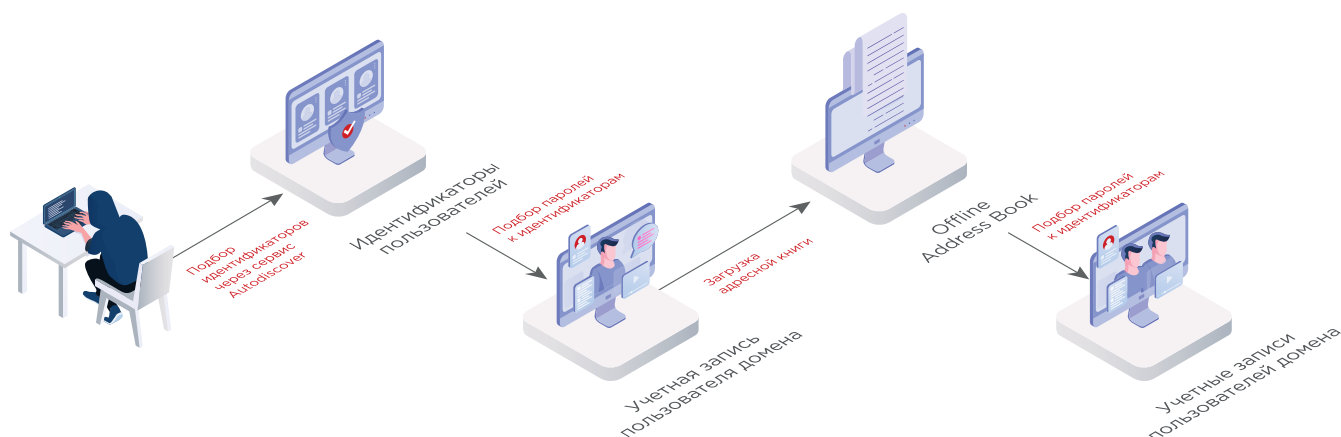 Подбор
идентификаторов
через сервис
Autodiscover
Идентификаторы
пользователей
Подбор паролей
к идентификаторам
Учетная запись
пользователя домена
Загрузка
адресной книги
Offline
Address Book
Подбор паролей
к идентификаторам
Учетные записи
пользователей домена